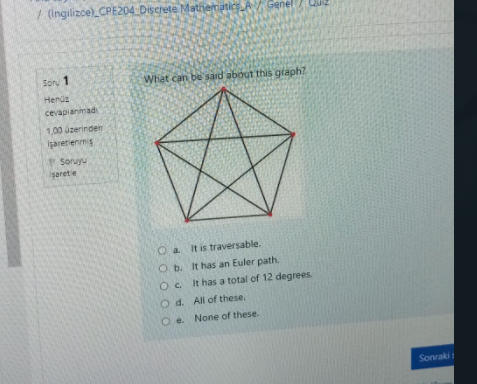 / (İngilizce)_CPE204_Discrete Mathematics_A / Genel / Quiz
Soru 1
Henüz
cevaplanmadı
1,00 üzerinden
işaretlenmiş
Soruyu
işaretle
What can be said about this graph?
a. It is traversable.
b. It has an Euler path.
c. It has a total of 12 degrees.
d. All of these.
e. None of these.
Sonraki